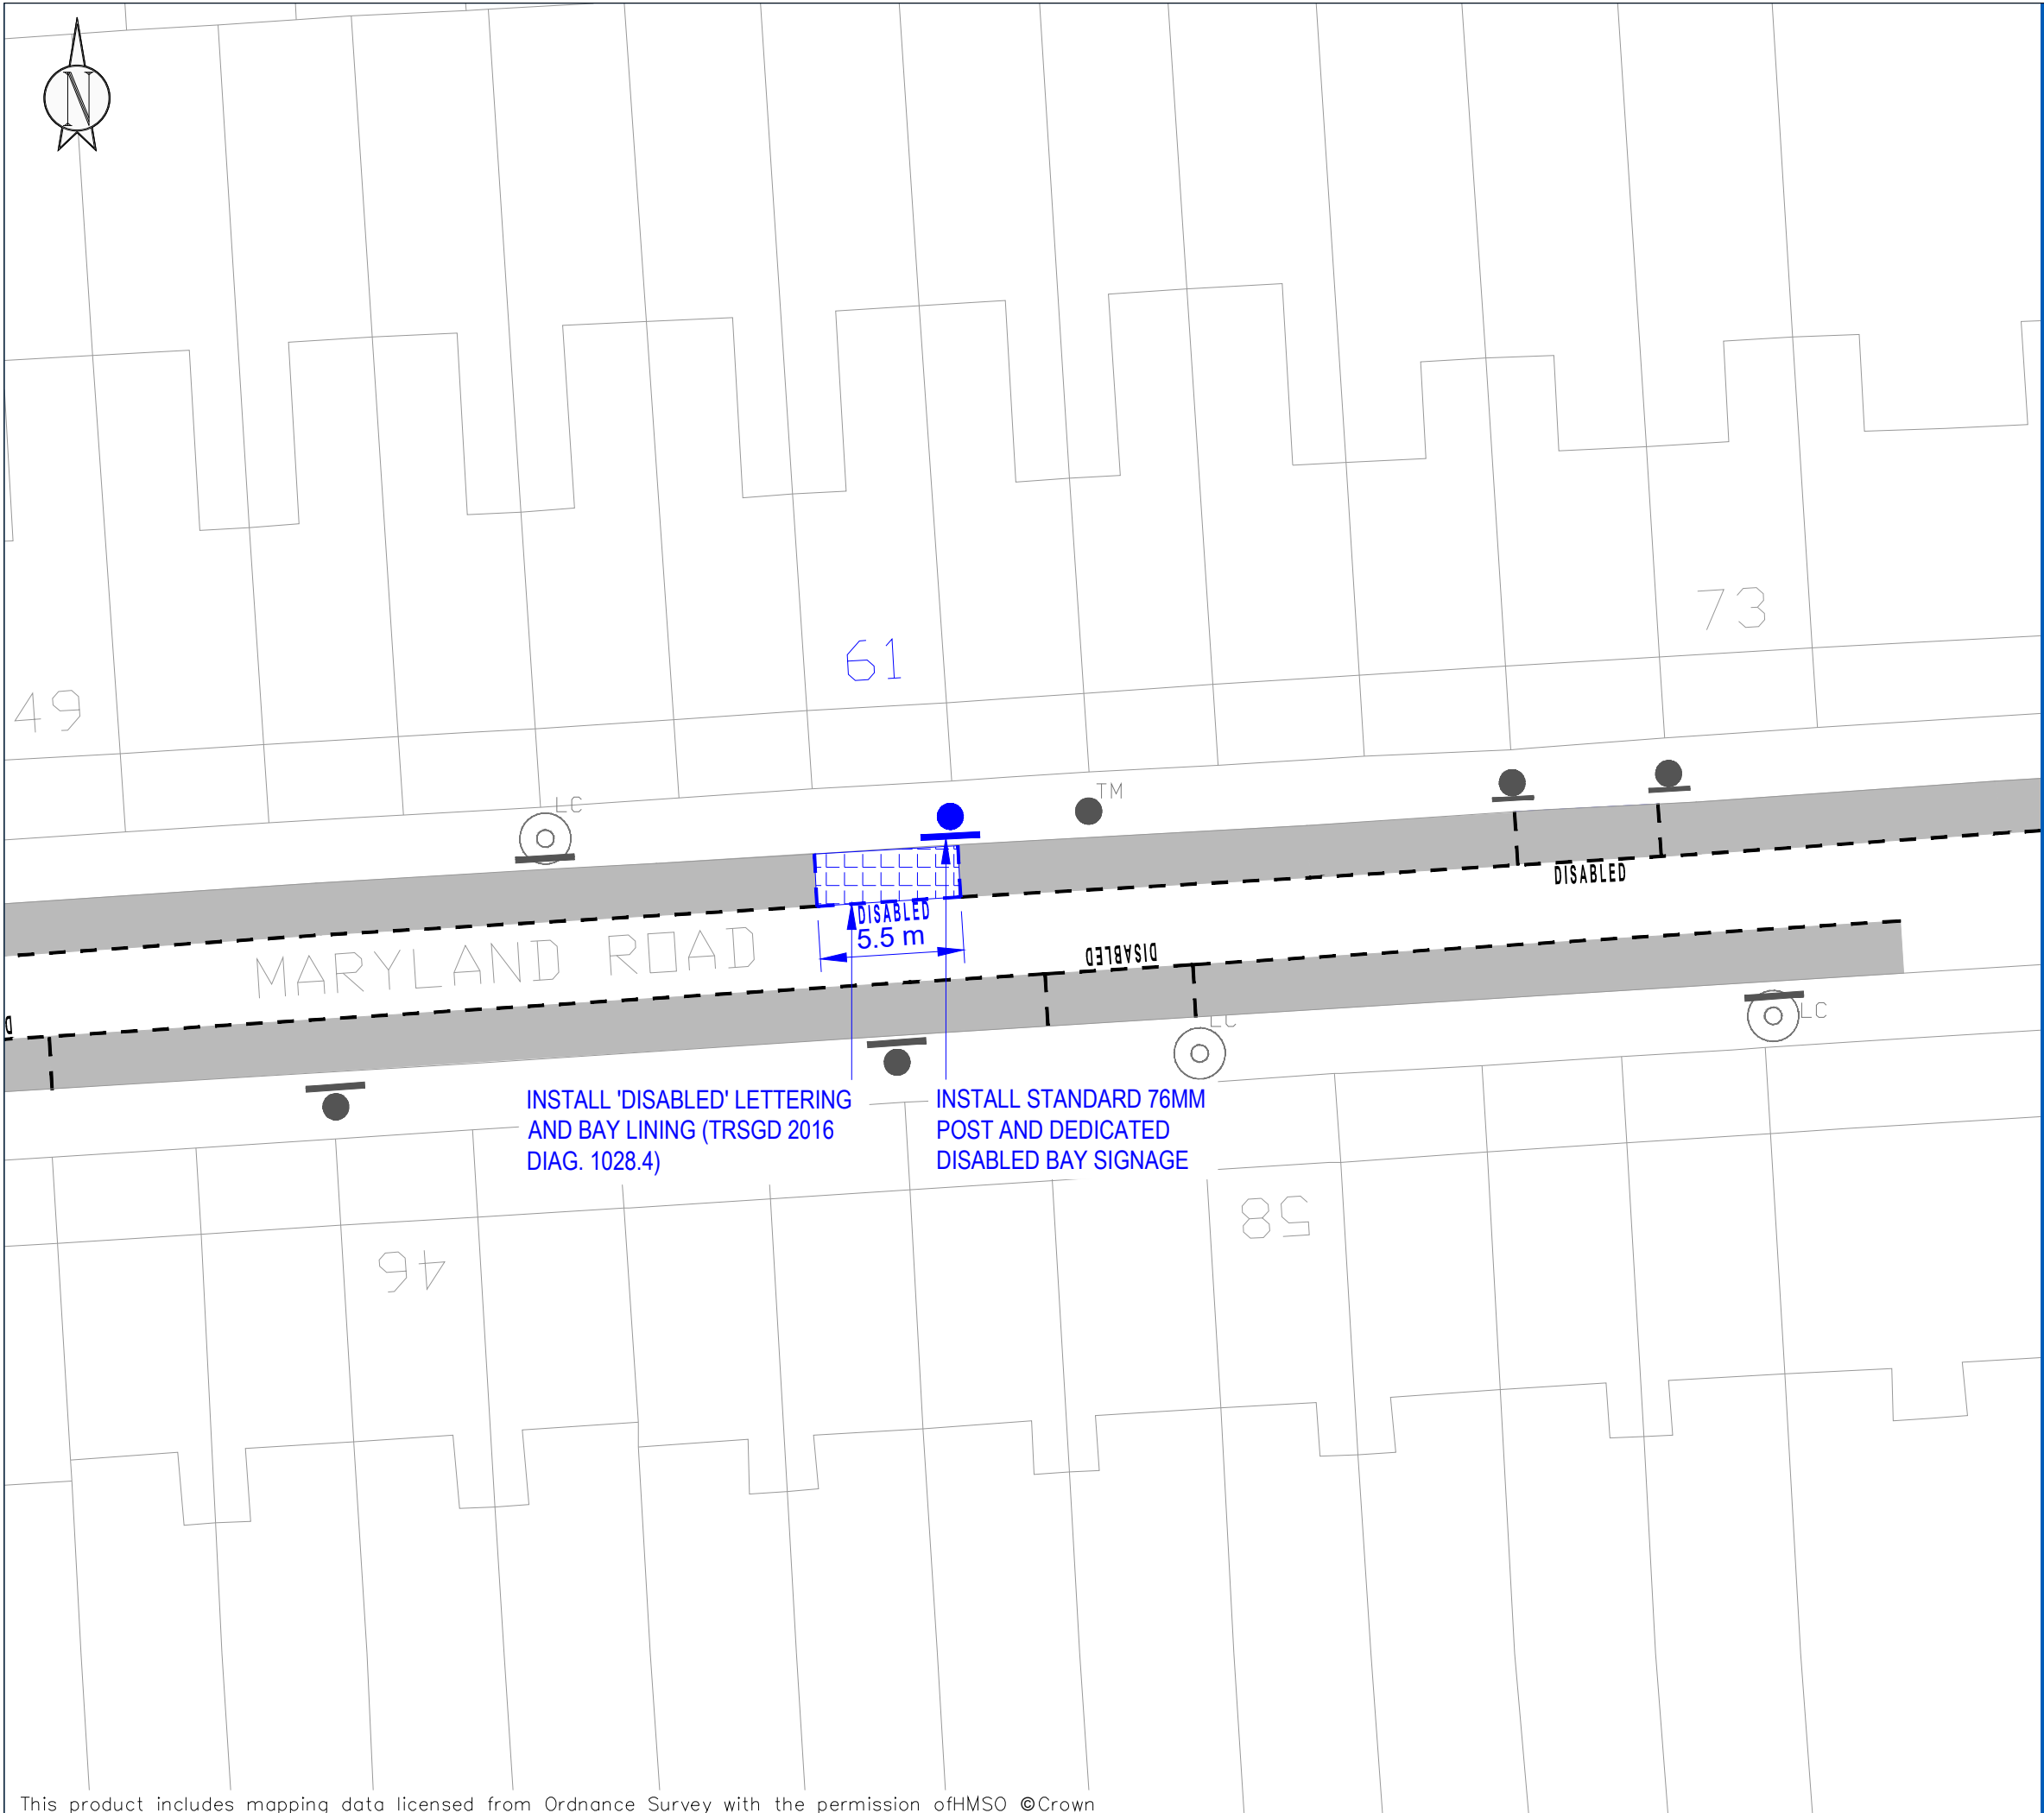 N
73
61
49
LC
TM
DISABLED
DISABLED
5.5 m
MARYLAND ROAD
DISABLED
D
LC
LC
INSTALL 'DISABLED' LETTERING
AND BAY LINING (TRSGD 2016
DIAG. 1028.4)
INSTALL STANDARD 76MM
POST AND DEDICATED
DISABLED BAY SIGNAGE
58
46
This product includes mapping data licensed from Ordnance Survey with the permission ofHMSO ©Crown